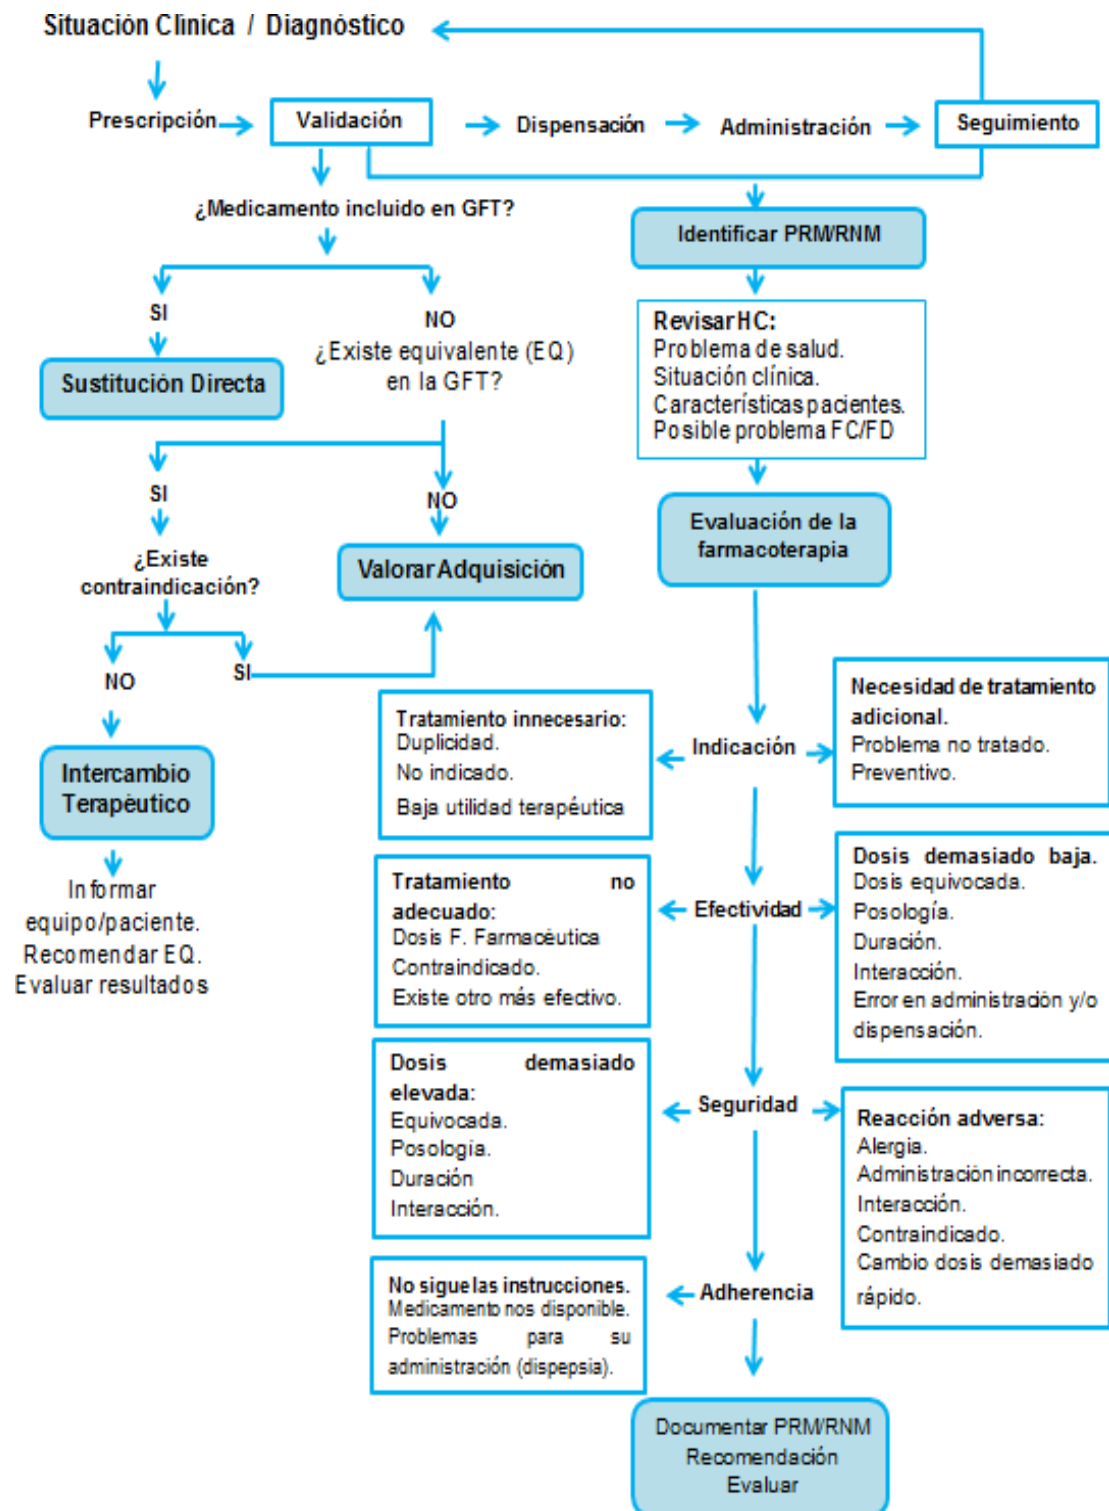 Situación Clínica / Diagnóstico
Prescripción
Validación
Dispensación
Administración
Seguimiento
¿Medicamento incluido en GFT?
SI
Sustitución Directa
NO
¿Existe equivalente (EQ)
en la GFT?
SI
¿Existe
contraindicación?
NO
Valorar Adquisición
NO
SI
Intercambio
Terapéutico
Informar
equipo/paciente.
Recomendar EQ.
Evaluar resultados
Identificar PRM/RNM
Revisar HC:
Problema de salud.
Situación clínica.
Características pacientes.
Posible problema FC/FD
Evaluación de la
farmacoterapia
Indicación
Tratamiento innecesario:
Duplicidad.
No indicado.
Baja utilidad terapéutica
Necesidad de tratamiento
adicional.
Problema no tratado.
Preventivo.
Efectividad
Tratamiento no
adecuado:
Dosis F. Farmacéutica
Contraindicado.
Existe otro más efectivo.
Dosis demasiado baja.
Dosis equivocada.
Posología.
Duración.
Interacción.
Error en administración y/o
dispensación.
Seguridad
Dosis demasiado
elevada:
Equivocada.
Posología.
Duración
Interacción.
Reacción adversa:
Alergia.
Administración incorrecta.
Interacción.
Contraindicado.
Cambio dosis demasiado
rápido.
Adherencia
No sigue las instrucciones.
Medicamento nos disponible.
Problemas para su
administración (dispepsia).
Documentar PRM/RNM
Recomendación
Evaluar